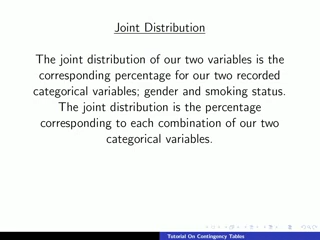 Joint Distribution
The joint distribution of our two variables is the
corresponding percentage for our two recorded
categorical variables; gender and smoking status.
The joint distribution is the percentage
corresponding to each combination of our two
categorical variables.
Tutorial On Contingency Tables